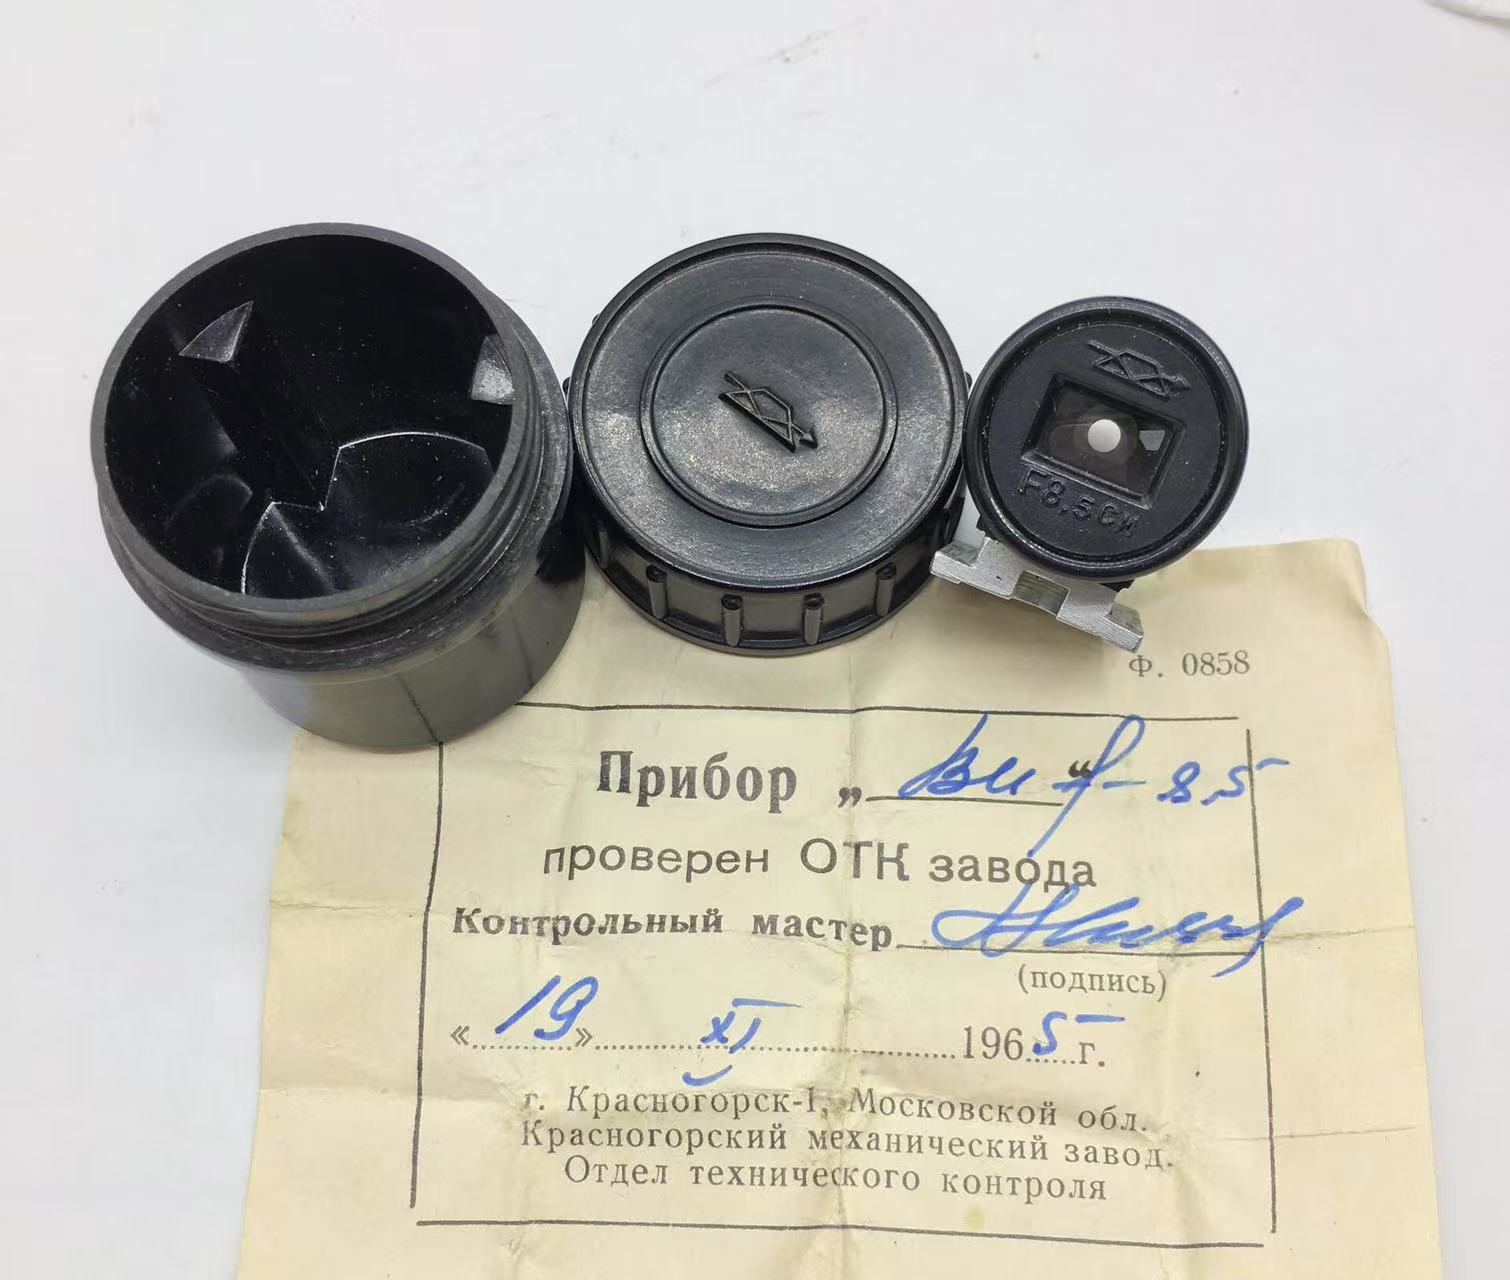 F8,5см
Ф. 0858
Прибор „ Ви f- 8,5 “
проверен ОТК завода
Контрольный мастер
(подпись)
« 19 » XI 1965 г.
г. Красногорск-1, Московской обл.
Красногорский механический завод.
Отдел технического контроля